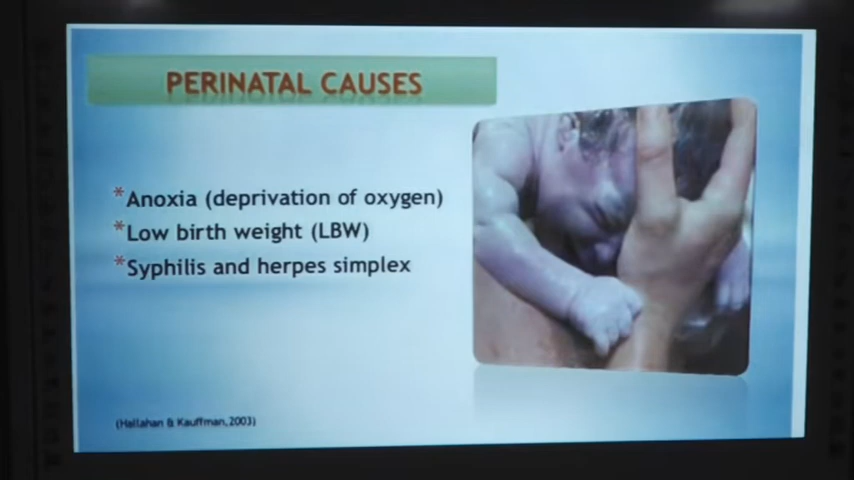 PERINATAL CAUSES
*Anoxia (deprivation of oxygen)
*Low birth weight (LBW)
*Syphilis and herpes simplex
(Hallahan & Kauffman, 2003)